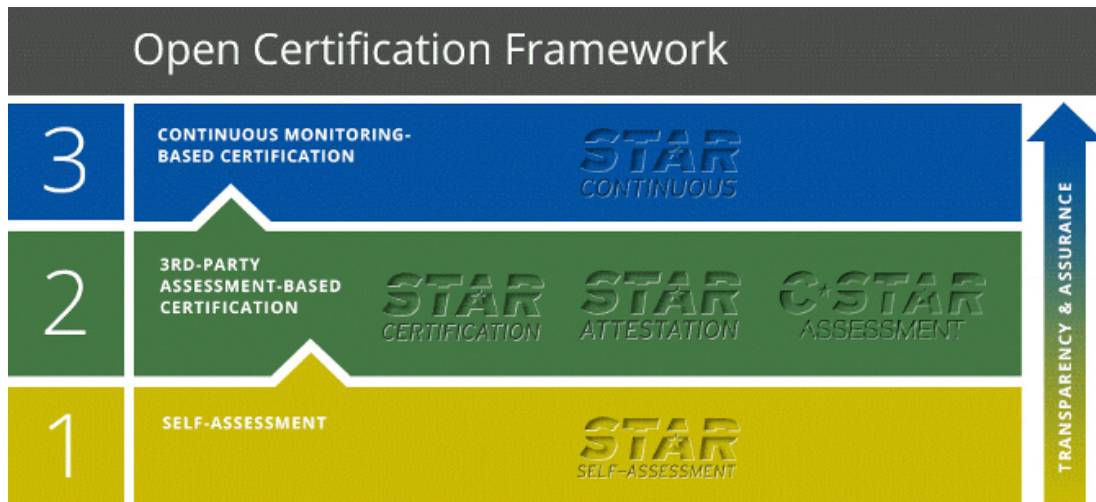 Open Certification Framework
3
CONTINUOUS MONITORING-
BASED CERTIFICATION
STAR
CONTINUOUS
2
3RD-PARTY
ASSESSMENT-BASED
CERTIFICATION
STAR
CERTIFICATION
STAR
ATTESTATION
C★STAR
ASSESSMENT
1
SELF-ASSESSMENT
STAR
SELF-ASSESSMENT
TRANSPARENCY & ASSURANCE